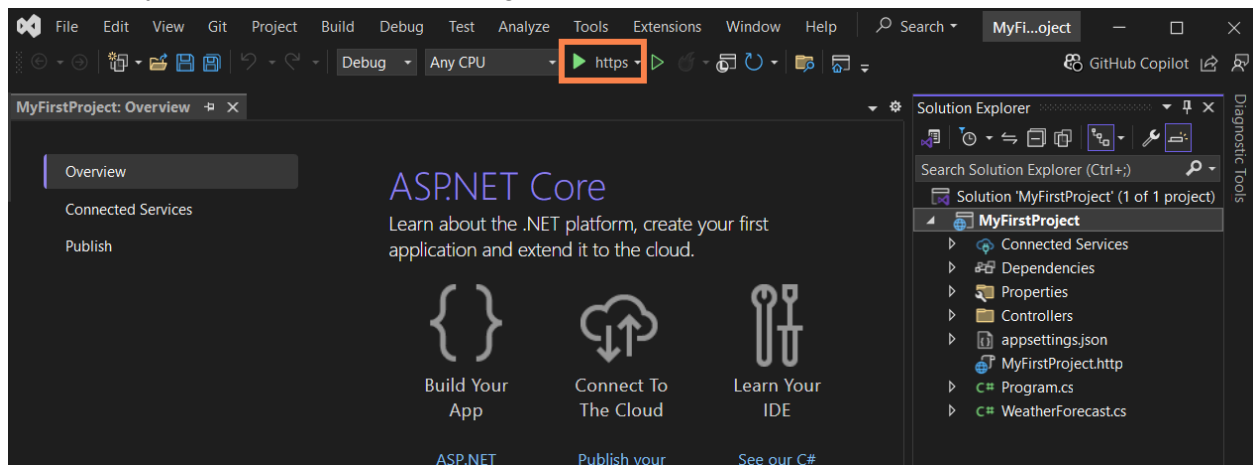 File Edit View Git Project Build Debug Test Analyze Tools Extensions Window Help Search MyFi...oject
Debug Any CPU https GitHub Copilot
MyFirstProject: Overview
Overview
Connected Services
Publish
ASP.NET Core
Learn about the .NET platform, create your first
application and extend it to the cloud.
Build Your
App
Connect To
The Cloud
Learn Your
IDE
ASP.NET
Publish your
See our C#
Solution Explorer
Search Solution Explorer (Ctrl+;)
Solution 'MyFirstProject' (1 of 1 project)
MyFirstProject
Connected Services
Dependencies
Properties
Controllers
appsettings.json
MyFirstProject.http
C# Program.cs
C# WeatherForecast.cs
Diagnostic Tools